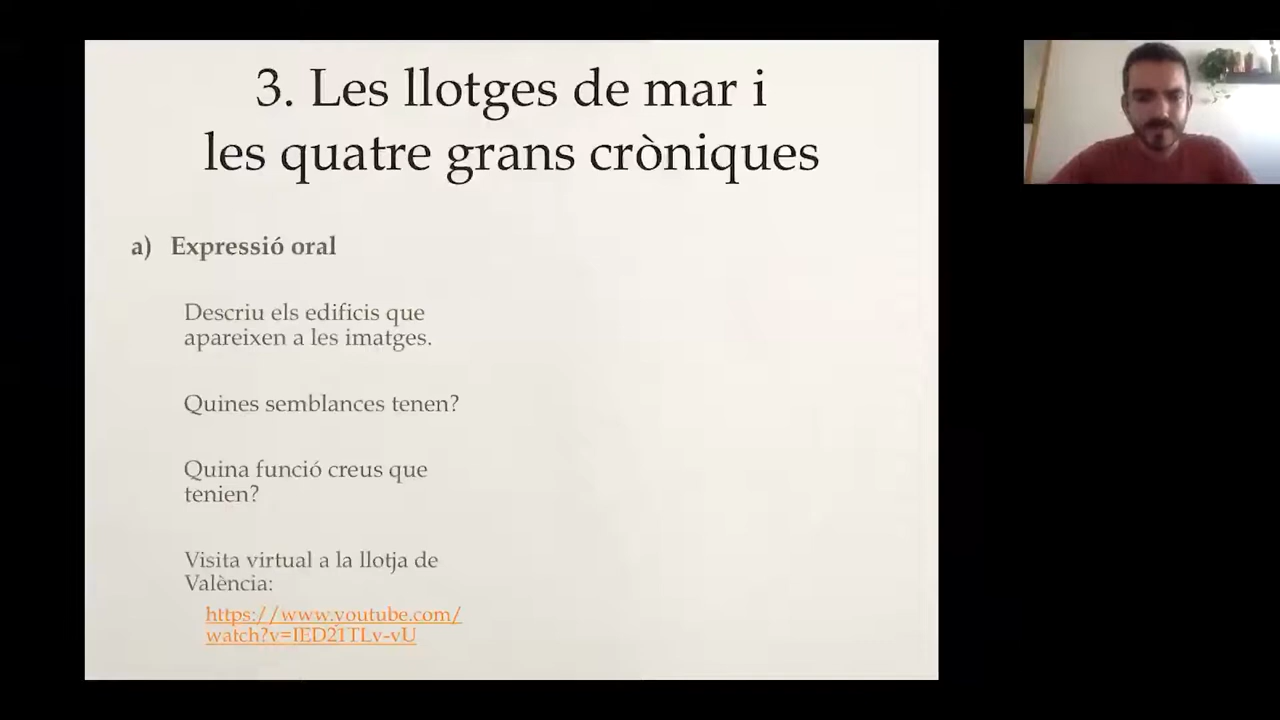 3. Les llotges de mar i
les quatre grans cròniques
a) Expressió oral
Descriu els edificis que
apareixen a les imatges.
Quines semblances tenen?
Quina funció creus que
tenien?
Visita virtual a la llotja de
València:
https://www.youtube.com/
watch?v=IED21TLv-vU